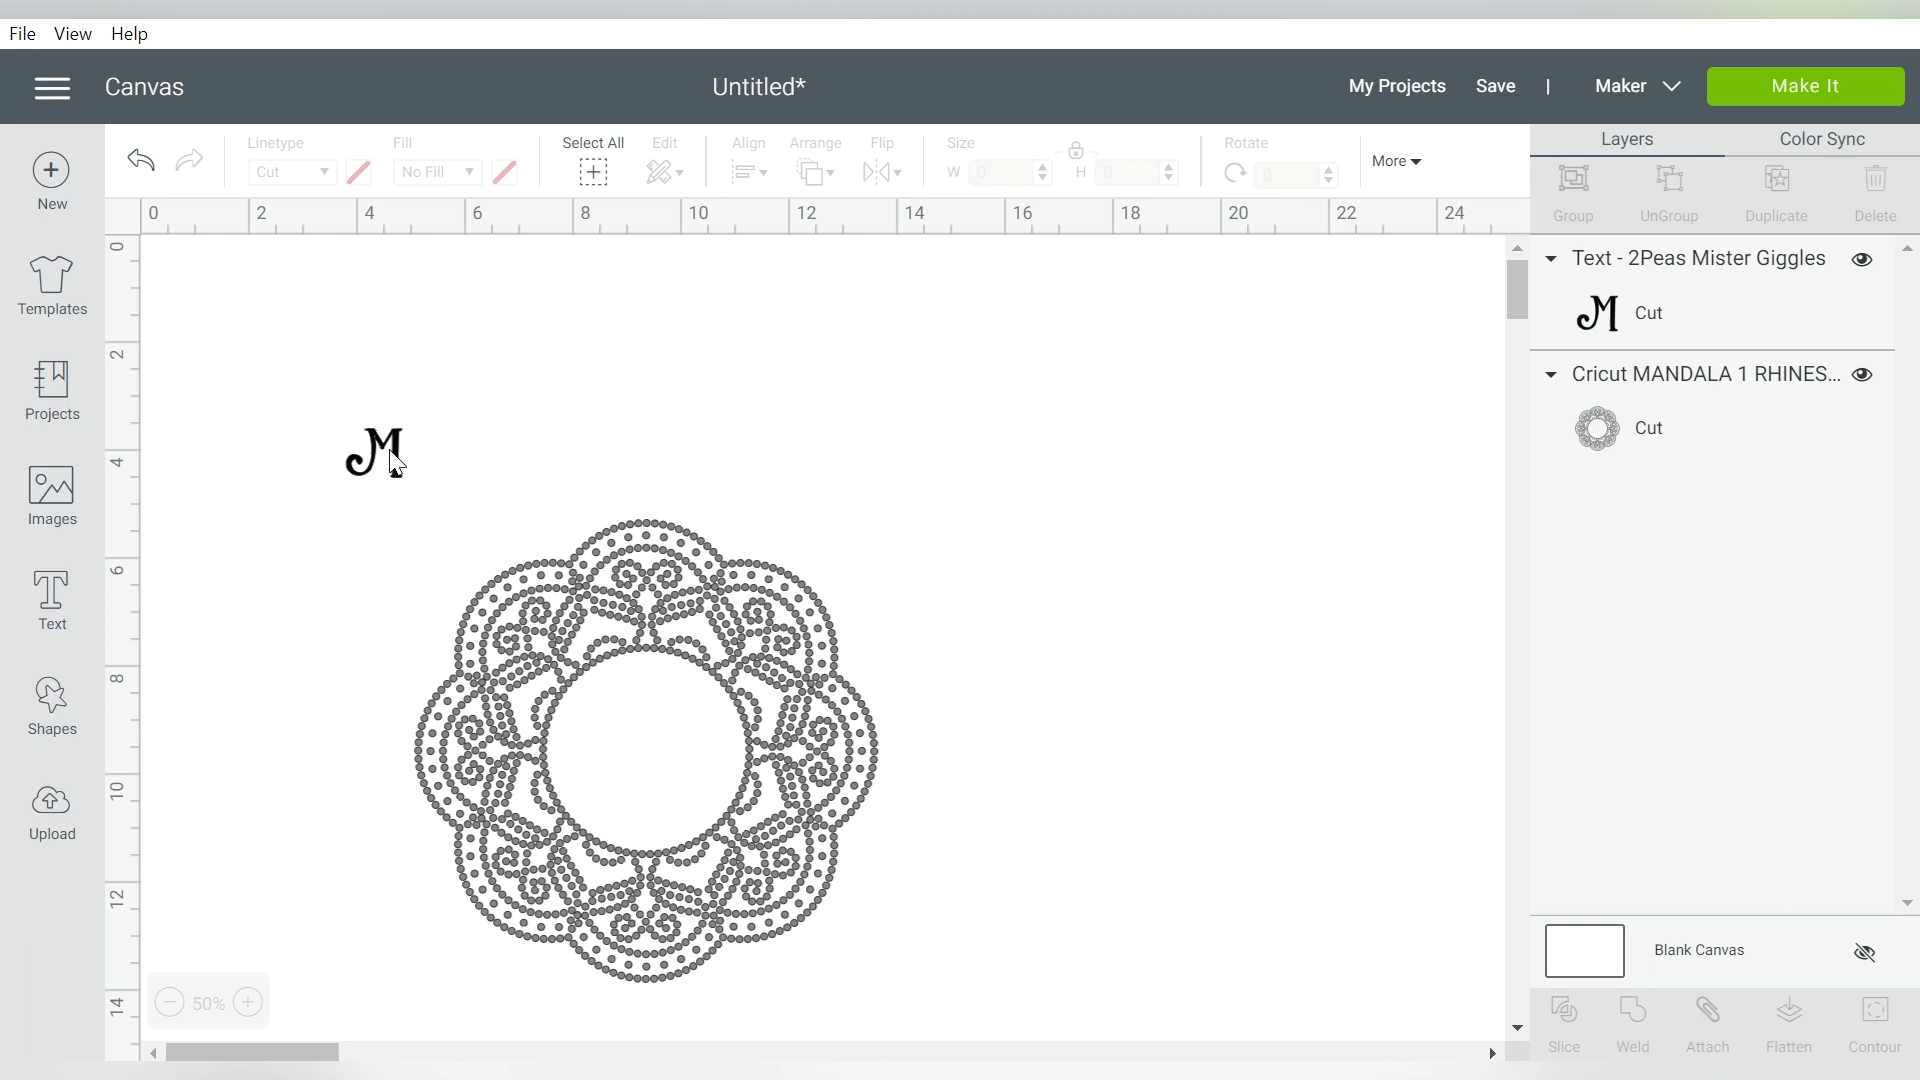 File View Help
Canvas Untitled* My Projects Save | Maker Make It
Linetype Fill Select All Edit Align Arrange Flip Size Rotate
Cut No Fill W 0 H 0 0 More
Layers Color Sync
Group UnGroup Duplicate Delete
0 2 4 6 8 10 12 14 16 18 20 22 24
0
2
4
6
8
10
12
14
New
Templates
Projects
Images
Text
Shapes
Upload
M
50%
Text - 2Peas Mister Giggles
M Cut
Cricut MANDALA 1 RHINES...
Cut
Blank Canvas
Slice Weld Attach Flatten Contour